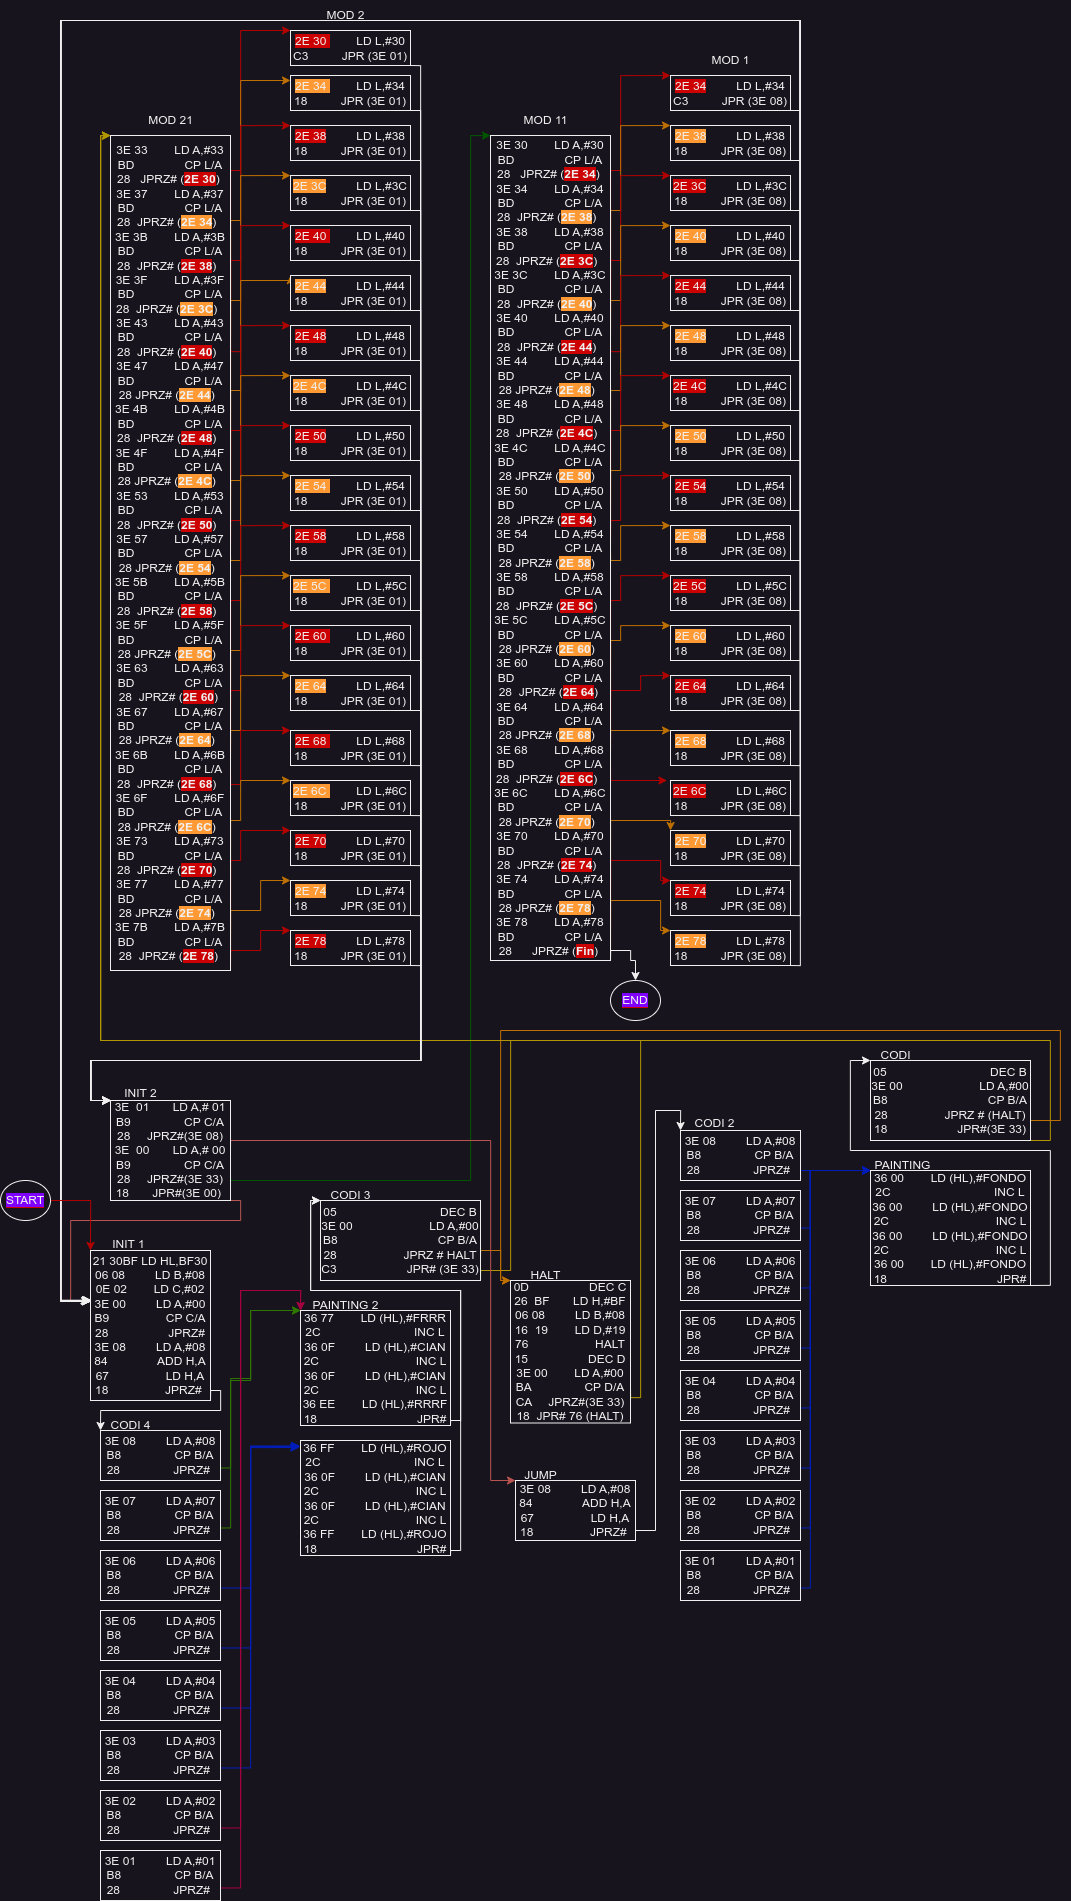 MOD 2
2E 30 LD L,#30
C3 JPR (3E 01)
2E 34 LD L,#34
18 JPR (3E 01)
2E 38 LD L,#38
18 JPR (3E 01)
2E 3C LD L,#3C
18 JPR (3E 01)
2E 40 LD L,#40
18 JPR (3E 01)
2E 44 LD L,#44
18 JPR (3E 01)
2E 48 LD L,#48
18 JPR (3E 01)
2E 4C LD L,#4C
18 JPR (3E 01)
2E 50 LD L,#50
18 JPR (3E 01)
2E 54 LD L,#54
18 JPR (3E 01)
2E 58 LD L,#58
18 JPR (3E 01)
2E 5C LD L,#5C
18 JPR (3E 01)
2E 60 LD L,#60
18 JPR (3E 01)
2E 64 LD L,#64
18 JPR (3E 01)
2E 68 LD L,#68
18 JPR (3E 01)
2E 6C LD L,#6C
18 JPR (3E 01)
2E 70 LD L,#70
18 JPR (3E 01)
2E 74 LD L,#74
18 JPR (3E 01)
2E 78 LD L,#78
18 JPR (3E 01)
MOD 1
2E 34 LD L,#34
C3 JPR (3E 08)
2E 38 LD L,#38
18 JPR (3E 08)
2E 3C LD L,#3C
18 JPR (3E 08)
2E 40 LD L,#40
18 JPR (3E 08)
2E 44 LD L,#44
18 JPR (3E 08)
2E 48 LD L,#48
18 JPR (3E 08)
2E 4C LD L,#4C
18 JPR (3E 08)
2E 50 LD L,#50
18 JPR (3E 08)
2E 54 LD L,#54
18 JPR (3E 08)
2E 58 LD L,#58
18 JPR (3E 08)
2E 5C LD L,#5C
18 JPR (3E 08)
2E 60 LD L,#60
18 JPR (3E 08)
2E 64 LD L,#64
18 JPR (3E 08)
2E 68 LD L,#68
18 JPR (3E 08)
2E 6C LD L,#6C
18 JPR (3E 08)
2E 70 LD L,#70
18 JPR (3E 08)
2E 74 LD L,#74
18 JPR (3E 08)
2E 78 LD L,#78
18 JPR (3E 08)
MOD 21
3E 33 LD A,#33
BD CP L/A
28 JPRZ# (2E 30)
3E 37 LD A,#37
BD CP L/A
28 JPRZ# (2E 34)
3E 3B LD A,#3B
BD CP L/A
28 JPRZ# (2E 38)
3E 3F LD A,#3F
BD CP L/A
28 JPRZ# (2E 3C)
3E 43 LD A,#43
BD CP L/A
28 JPRZ# (2E 40)
3E 47 LD A,#47
BD CP L/A
28 JPRZ# (2E 44)
3E 4B LD A,#4B
BD CP L/A
28 JPRZ# (2E 48)
3E 4F LD A,#4F
BD CP L/A
28 JPRZ# (2E 4C)
3E 53 LD A,#53
BD CP L/A
28 JPRZ# (2E 50)
3E 57 LD A,#57
BD CP L/A
28 JPRZ# (2E 54)
3E 5B LD A,#5B
BD CP L/A
28 JPRZ# (2E 58)
3E 5F LD A,#5F
BD CP L/A
28 JPRZ# (2E 5C)
3E 63 LD A,#63
BD CP L/A
28 JPRZ# (2E 60)
3E 67 LD A,#67
BD CP L/A
28 JPRZ# (2E 64)
3E 6B LD A,#6B
BD CP L/A
28 JPRZ# (2E 68)
3E 6F LD A,#6F
BD CP L/A
28 JPRZ# (2E 6C)
3E 73 LD A,#73
BD CP L/A
28 JPRZ# (2E 70)
3E 77 LD A,#77
BD CP L/A
28 JPRZ# (2E 74)
3E 7B LD A,#7B
BD CP L/A
28 JPRZ# (2E 78)
MOD 11
3E 30 LD A,#30
BD CP L/A
28 JPRZ# (2E 34)
3E 34 LD A,#34
BD CP L/A
28 JPRZ# (2E 38)
3E 38 LD A,#38
BD CP L/A
28 JPRZ# (2E 3C)
3E 3C LD A,#3C
BD CP L/A
28 JPRZ# (2E 40)
3E 40 LD A,#40
BD CP L/A
28 JPRZ# (2E 44)
3E 44 LD A,#44
BD CP L/A
28 JPRZ# (2E 48)
3E 48 LD A,#48
BD CP L/A
28 JPRZ# (2E 4C)
3E 4C LD A,#4C
BD CP L/A
28 JPRZ# (2E 50)
3E 50 LD A,#50
BD CP L/A
28 JPRZ# (2E 54)
3E 54 LD A,#54
BD CP L/A
28 JPRZ# (2E 58)
3E 58 LD A,#58
BD CP L/A
28 JPRZ# (2E 5C)
3E 5C LD A,#5C
BD CP L/A
28 JPRZ# (2E 60)
3E 60 LD A,#60
BD CP L/A
28 JPRZ# (2E 64)
3E 64 LD A,#64
BD CP L/A
28 JPRZ# (2E 68)
3E 68 LD A,#68
BD CP L/A
28 JPRZ# (2E 6C)
3E 6C LD A,#6C
BD CP L/A
28 JPRZ# (2E 70)
3E 70 LD A,#70
BD CP L/A
28 JPRZ# (2E 74)
3E 74 LD A,#74
BD CP L/A
28 JPRZ# (2E 78)
3E 78 LD A,#78
BD CP L/A
28 JPRZ# (Fin)
END
INIT 2
3E 01 LD A,# 01
B9 CP C/A
28 JPRZ#(3E 08)
3E 00 LD A,# 00
B9 CP C/A
28 JPRZ#(3E 33)
18 JPR#(3E 00)
START
INIT 1
21 30BF LD HL,BF30
06 08 LD B,#08
0E 02 LD C,#02
3E 00 LD A,#00
B9 CP C/A
28 JPRZ#
3E 08 LD A,#08
84 ADD H,A
67 LD H,A
18 JPRZ#
CODI 4
3E 08 LD A,#08
B8 CP B/A
28 JPRZ#
3E 07 LD A,#07
B8 CP B/A
28 JPRZ#
3E 06 LD A,#06
B8 CP B/A
28 JPRZ#
3E 05 LD A,#05
B8 CP B/A
28 JPRZ#
3E 04 LD A,#04
B8 CP B/A
28 JPRZ#
3E 03 LD A,#03
B8 CP B/A
28 JPRZ#
3E 02 LD A,#02
B8 CP B/A
28 JPRZ#
3E 01 LD A,#01
B8 CP B/A
28 JPRZ#
CODI 3
05 DEC B
3E 00 LD A,#00
B8 CP B/A
28 JPRZ # HALT
C3 JPR# (3E 33)
PAINTING 2
36 77 LD (HL),#FRRR
2C INC L
36 0F LD (HL),#CIAN
2C INC L
36 0F LD (HL),#CIAN
2C INC L
36 EE LD (HL),#RRRF
18 JPR#
36 FF LD (HL),#ROJO
2C INC L
36 0F LD (HL),#CIAN
2C INC L
36 0F LD (HL),#CIAN
2C INC L
36 FF LD (HL),#ROJO
18 JPR#
HALT
0D DEC C
26 BF LD H,#BF
06 08 LD B,#08
16 19 LD D,#19
76 HALT
15 DEC D
3E 00 LD A,#00
BA CP D/A
CA JPRZ#(3E 33)
18 JPR# 76 (HALT)
JUMP
3E 08 LD A,#08
84 ADD H,A
67 LD H,A
18 JPRZ#
CODI 2
3E 08 LD A,#08
B8 CP B/A
28 JPRZ#
3E 07 LD A,#07
B8 CP B/A
28 JPRZ#
3E 06 LD A,#06
B8 CP B/A
28 JPRZ#
3E 05 LD A,#05
B8 CP B/A
28 JPRZ#
3E 04 LD A,#04
B8 CP B/A
28 JPRZ#
3E 03 LD A,#03
B8 CP B/A
28 JPRZ#
3E 02 LD A,#02
B8 CP B/A
28 JPRZ#
3E 01 LD A,#01
B8 CP B/A
28 JPRZ#
CODI
05 DEC B
3E 00 LD A,#00
B8 CP B/A
28 JPRZ # (HALT)
18 JPR#(3E 33)
PAINTING
36 00 LD (HL),#FONDO
2C INC L
36 00 LD (HL),#FONDO
2C INC L
36 00 LD (HL),#FONDO
2C INC L
36 00 LD (HL),#FONDO
18 JPR#